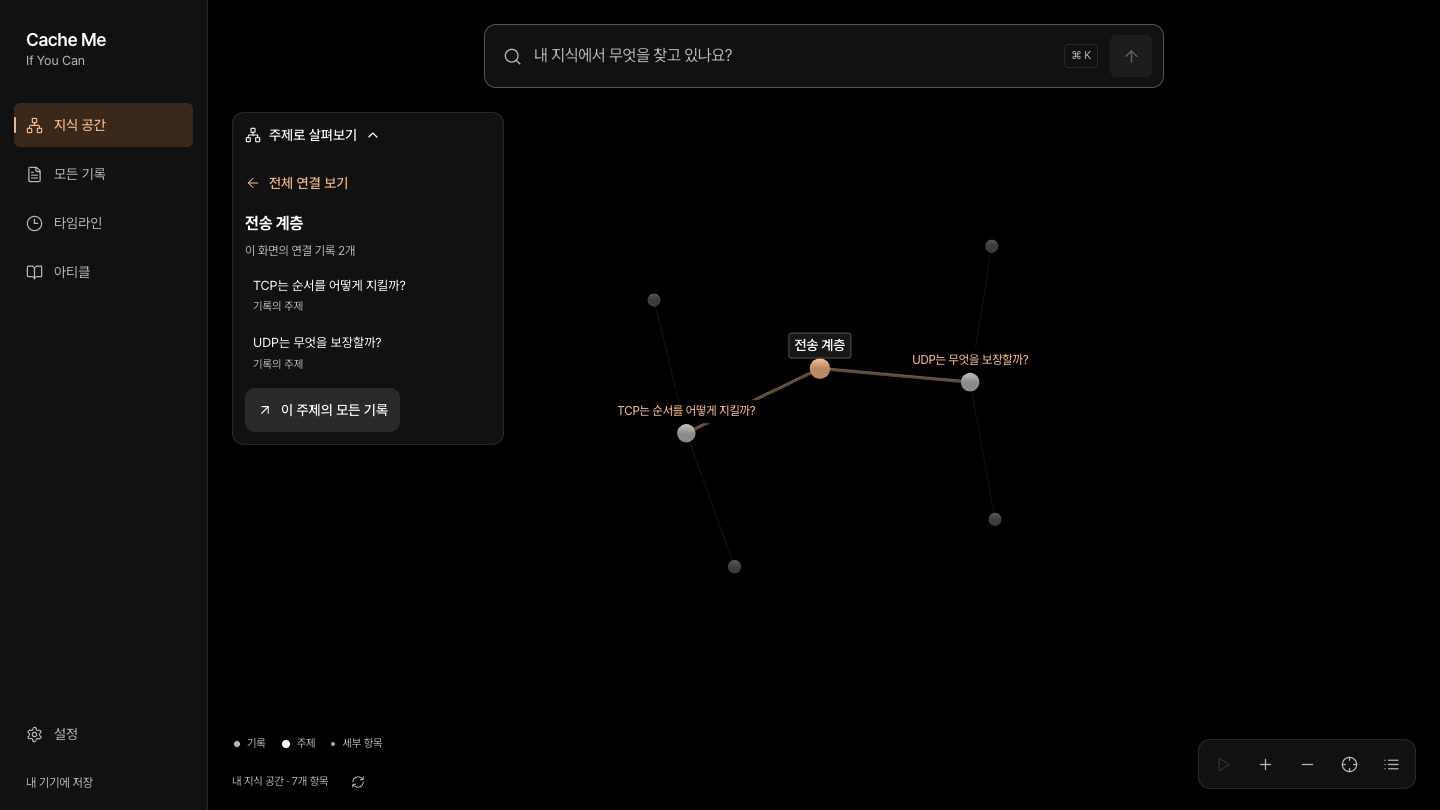 Cache Me
If You Can
지식 공간
모든 기록
타임라인
아티클
설정
내 기기에 저장
내 지식에서 무엇을 찾고 있나요?
⌘ K
주제로 살펴보기
전체 연결 보기
전송 계층
이 화면의 연결 기록 2개
TCP는 순서를 어떻게 지킬까?
기록의 주제
UDP는 무엇을 보장할까?
기록의 주제
이 주제의 모든 기록
전송 계층
UDP는 무엇을 보장할까?
TCP는 순서를 어떻게 지킬까?
기록 주제 세부 항목
내 지식 공간 · 7개 항목